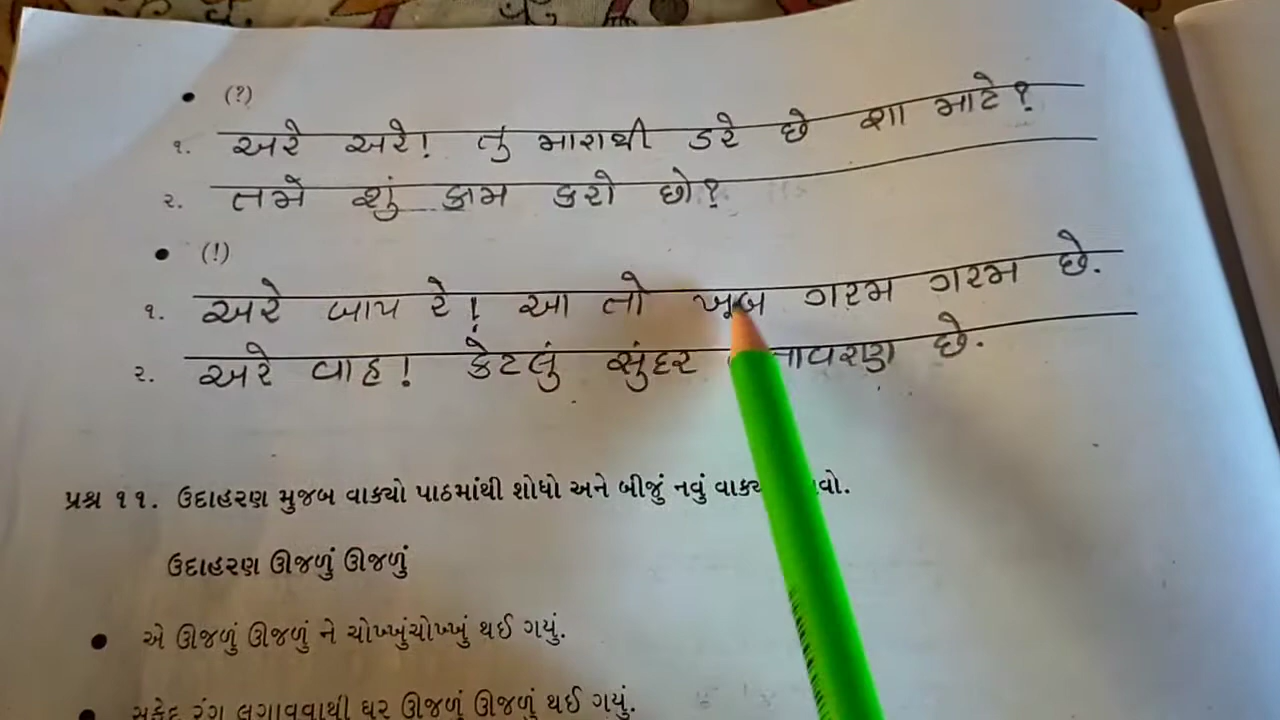 • (?)
૧. અરે અરે! તુ મારાથી ડરે છે શા માટે?
૨. તમે શું કામ કરો છો?
• (!)
૧. અરે બાપ રે! આ તો ખૂબ ગરમ ગરમ છે.
૨. અરે વાહ! કેટલું સુંદર છે.
પ્રશ્ન ૧૧. ઉદાહરણ મુજબ વાક્યો પાઠમાંથી શોધો અને બીજું નવું
ઉદાહરણ ઊજળું ઊજળું
• એ ઊજળું ઊજળું ને ચોખ્ખુંચોખ્ખું થઈ ગયું.
• સફેદ રંગ લગાવવાથી ઘર ઊજળું ઊજળું થઈ ગયું.